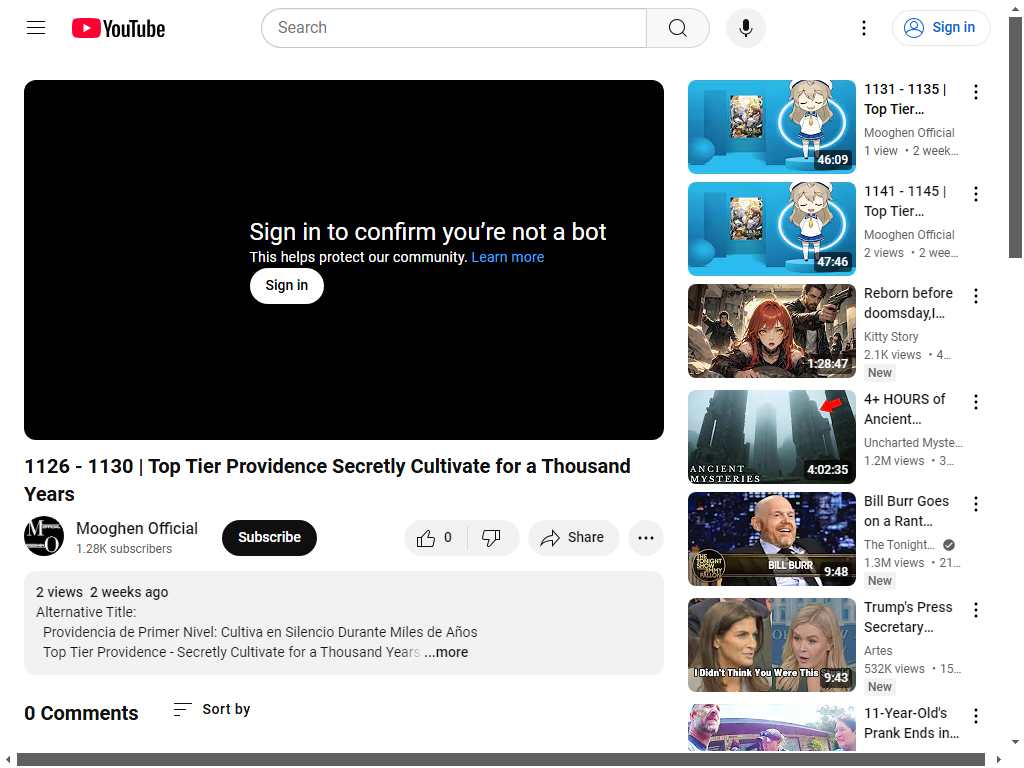 YouTube
Search
Sign in
Sign in to confirm you’re not a bot
This helps protect our community. Learn more
Sign in
1126 - 1130 | Top Tier Providence Secretly Cultivate for a Thousand
Years
Mooghen Official
1.28K subscribers
Subscribe
0
Share
2 views 2 weeks ago
Alternative Title:
Providencia de Primer Nivel: Cultiva en Silencio Durante Miles de Años
Top Tier Providence - Secretly Cultivate for a Thousand Years ...more
0 Comments
Sort by
46:09
1131 - 1135 |
Top Tier...
Mooghen Official
1 view • 2 week...
47:46
1141 - 1145 |
Top Tier...
Mooghen Official
2 views • 2 wee...
1:28:47
Reborn before
doomsday,I...
Kitty Story
2.1K views • 4...
New
ANCIENT
MYSTERIES
4:02:35
4+ HOURS of
Ancient...
Uncharted Myste...
1.2M views • 3...
THE TONIGHT SHOW
BILL BURR
9:48
Bill Burr Goes
on a Rant...
The Tonight...
1.3M views • 21...
New
I Didn't Think You Were This
9:43
Trump's Press
Secretary...
Artes
532K views • 15...
New
11-Year-Old's
Prank Ends in...